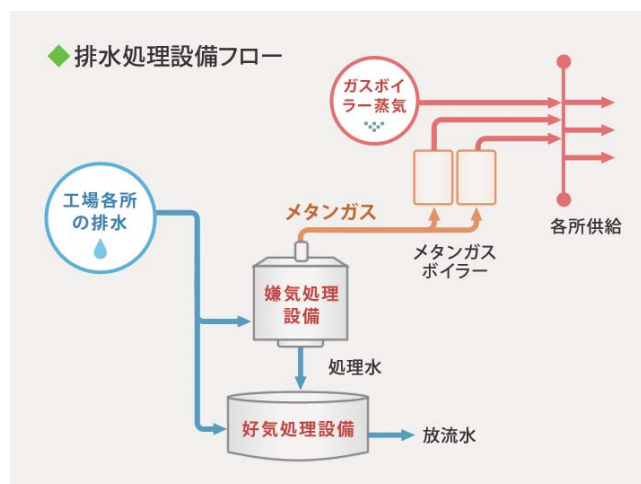 ◆排水処理設備フロー
ガスボイ
ラー蒸気
工場各所
の排水
メタンガス
メタンガス
ボイラー
各所供給
嫌気処理
設備
処理水
好気処理設備
放流水